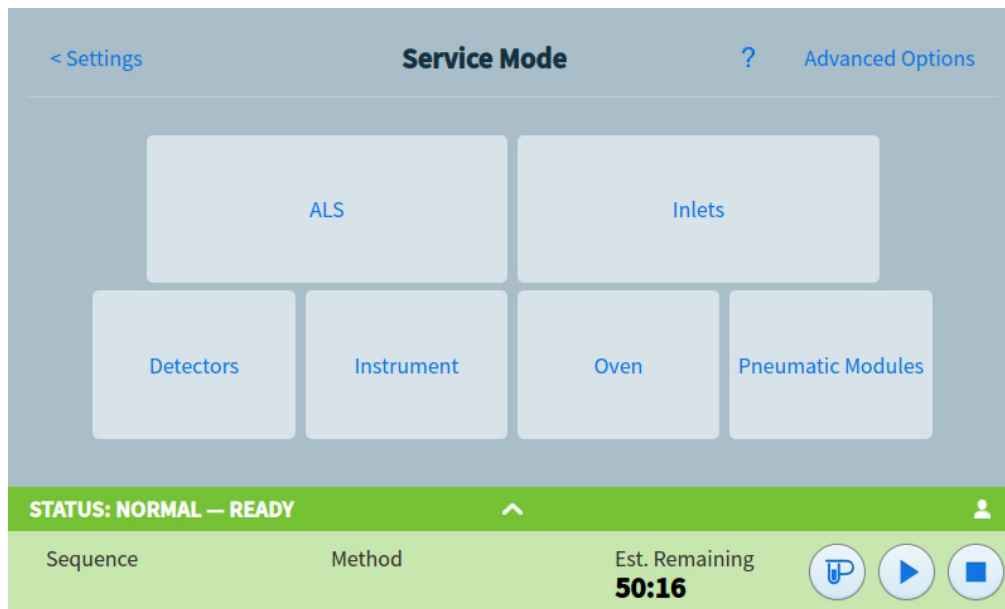 < Settings
Service Mode
?
Advanced Options
ALS
Inlets
Detectors
Instrument
Oven
Pneumatic Modules
STATUS: NORMAL — READY
Sequence
Method
Est. Remaining
50:16